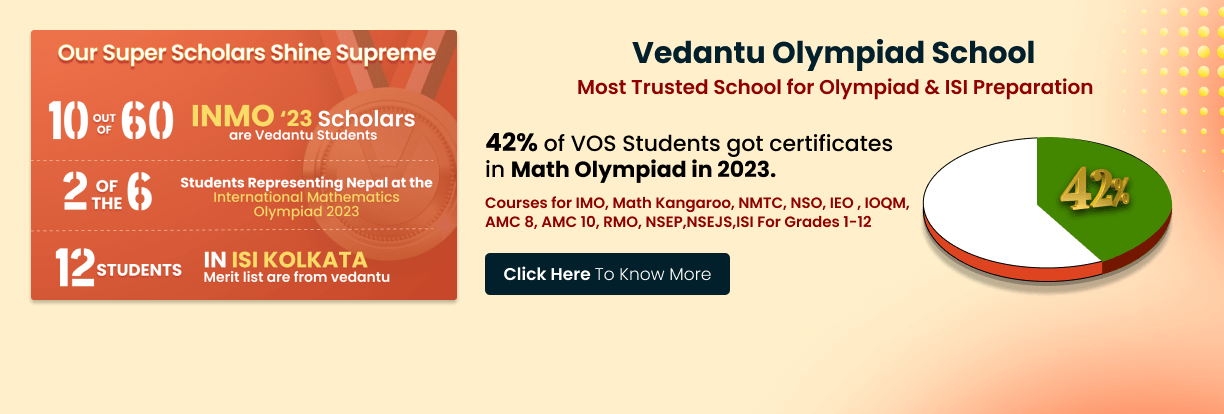 Our Super Scholars Shine Supreme
10 OUT OF 60 INMO ‘23 Scholars
are Vedantu Students
2 OF THE 6 Students Representing Nepal at the
International Mathematics
Olympiad 2023
12 STUDENTS IN ISI KOLKATA
Merit list are from vedantu
Vedantu Olympiad School
Most Trusted School for Olympiad & ISI Preparation
42% of VOS Students got certificates
in Math Olympiad in 2023.
Courses for IMO, Math Kangaroo, NMTC, NSO, IEO , IOQM,
AMC 8, AMC 10, RMO, NSEP,NSEJS,ISI For Grades 1-12
Click Here To Know More
42%